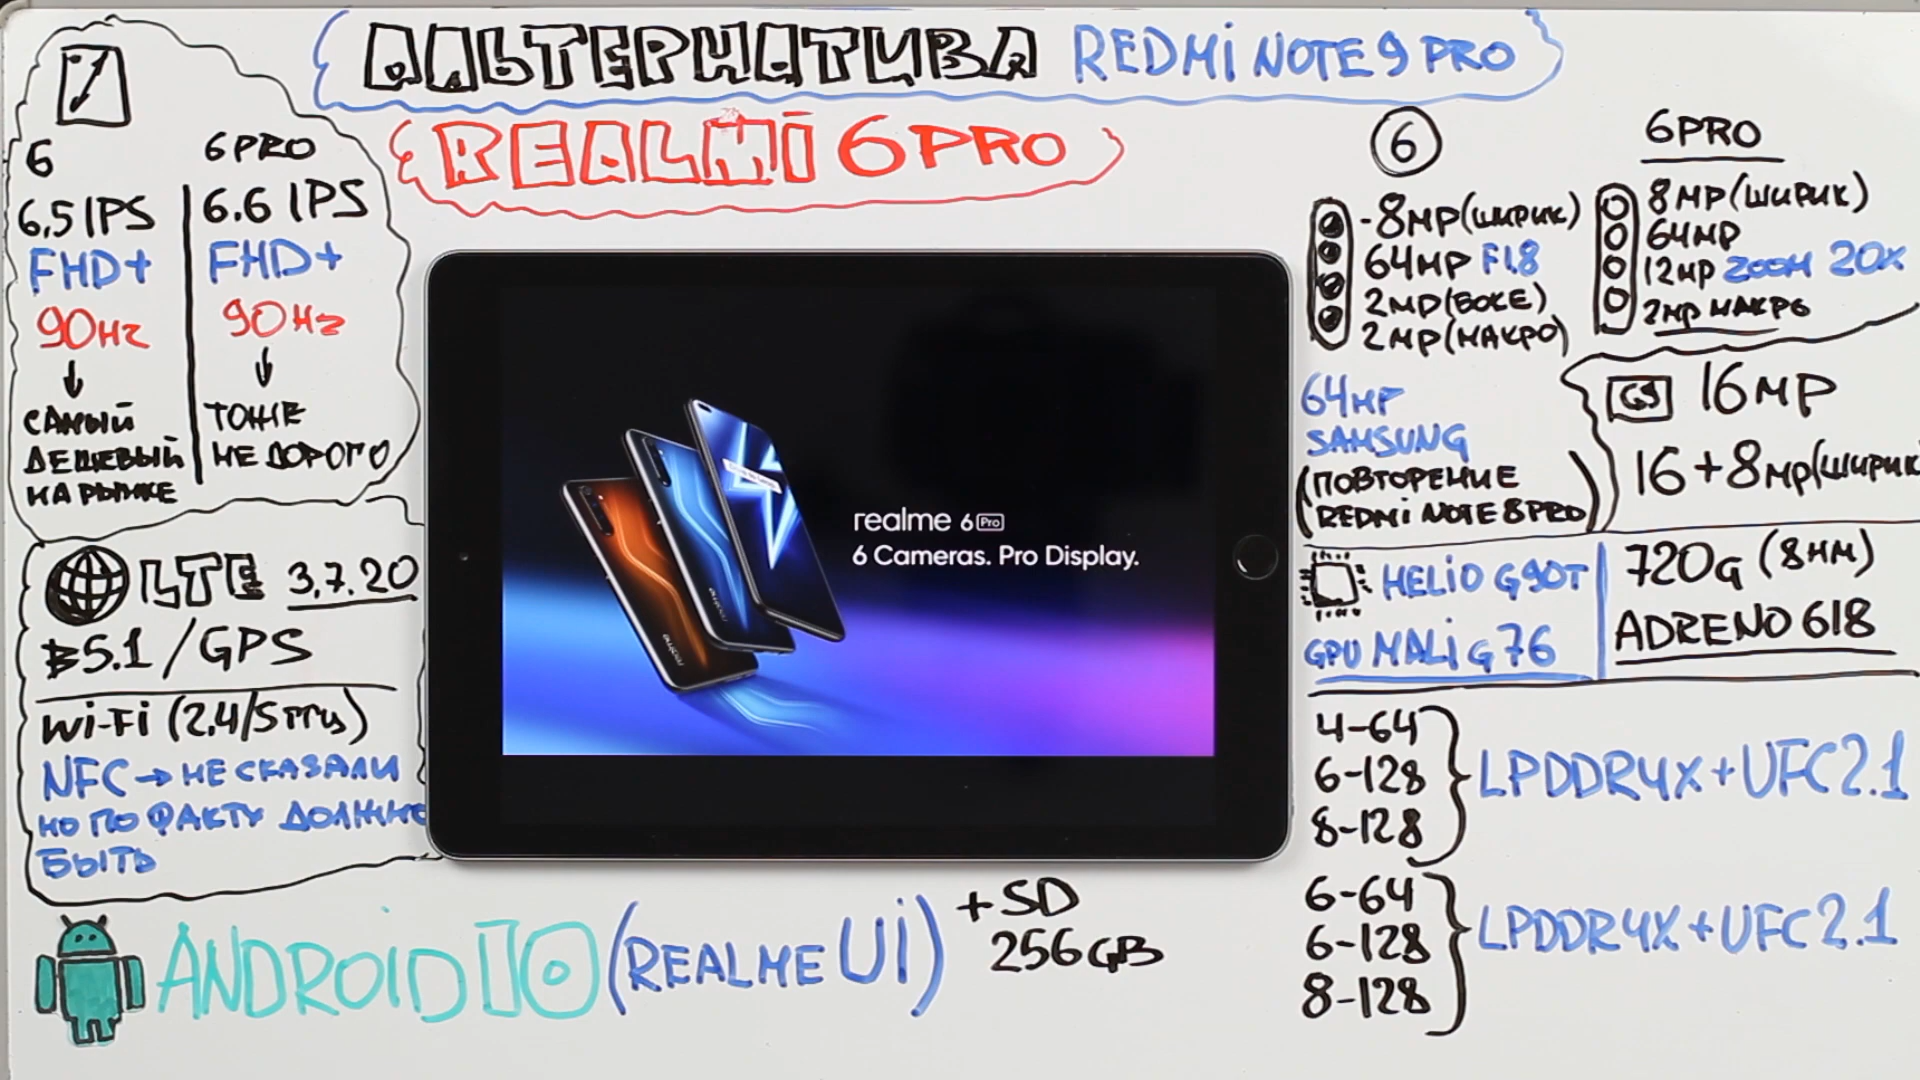 АЛЬТЕРНАТИВА REDMI NOTE 9 PRO
REALMI 6 PRO
6
6.5 IPS
FHD+
90Hz
САМЫЙ
ДЕШЕВЫЙ
НА РЫНКЕ
6PRO
6.6 IPS
FHD+
90Hz
ТОЖЕ
НЕ ДОРОГО
LTE 3,7.20
5.1 / GPS
Wi-Fi (2,4/5ГГц)
NFC → НЕ СКАЗАЛИ
НО ПО ФАКТУ ДОЛЖНО
БЫТЬ
ANDROID 10 (REALME UI)
+SD
256GB
realme 6 Pro
6 Cameras. Pro Display.
realme
realme
6
-8MP(ШИРИК)
64MP F1.8
2MP(БОКЕ)
2MP(МАКРО)
64MP
SAMSUNG
(ПОВТОРЕНИЕ
REDMI NOTE 8 PRO)
6PRO
8MP(ШИРИК)
64MP
12MP ZOOM 20X
2MP МАКРО
16MP
16+8MP(ШИРИК
HELIO G90T
GPU MALI G76
720G (8НМ)
ADRENO 618
4-64
6-128
8-128
LPDDR4X+UFC2.1
6-64
6-128
8-128
LPDDR4X+UFC2.1